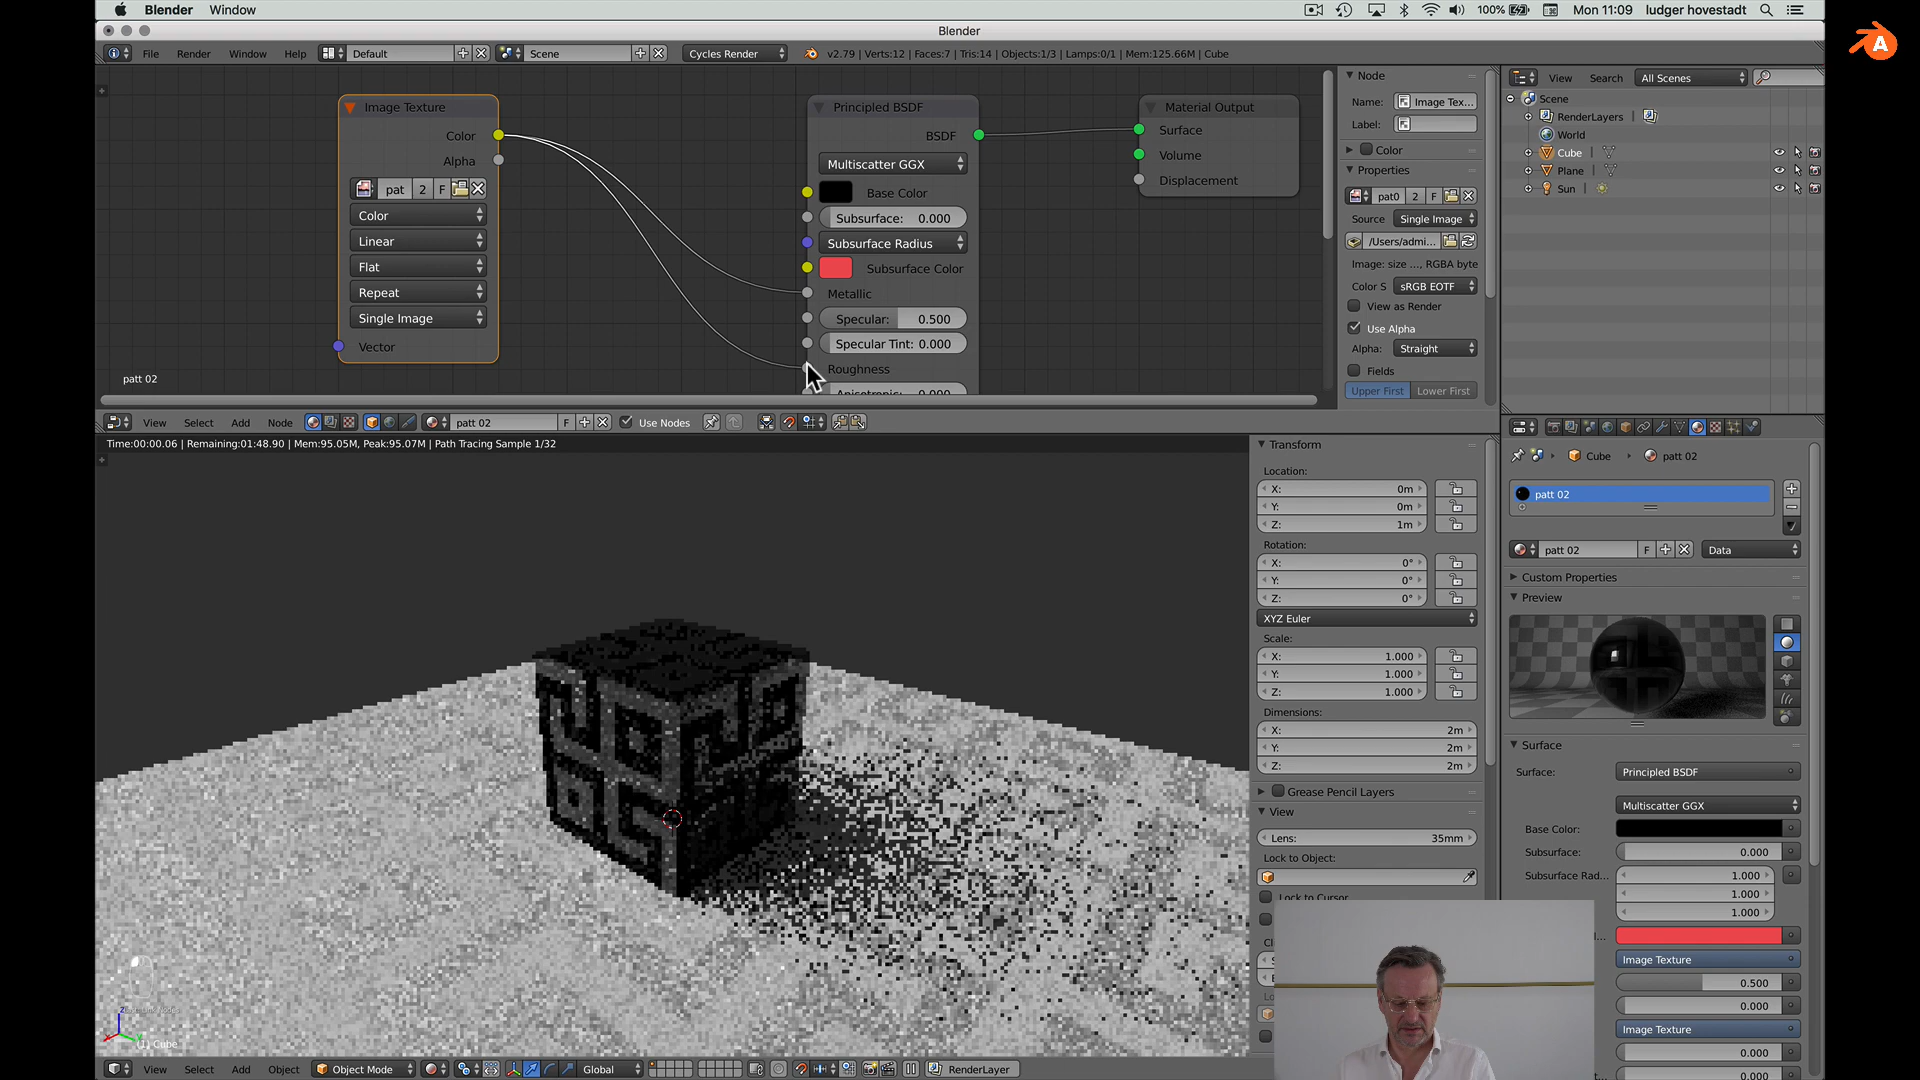 Blender Window
100% Mon 11:09 ludger hovestadt
Blender
File Render Window Help Default Scene Cycles Render v2.79 | Verts:12 | Faces:7 | Tris:14 | Objects:1/3 | Lamps:0/1 | Mem:125.66M | Cube
Image Texture
Color
Alpha
pat 2 F
Color
Linear
Flat
Repeat
Single Image
Vector
patt 02
Principled BSDF
BSDF
Multiscatter GGX
Base Color
Subsurface: 0.000
Subsurface Radius
Subsurface Color
Metallic
Specular: 0.500
Specular Tint: 0.000
Roughness
Anisotropic: 0.000
Material Output
Surface
Volume
Displacement
Node
Name: Image Tex...
Label:
Color
Properties
pat0 2 F
Source Single Image
/Users/admi...
Image: size ..., RGBA byte
Color S sRGB EOTF
View as Render
Use Alpha
Alpha: Straight
Fields
Upper First Lower First
View Search All Scenes
Scene
RenderLayers
World
Cube
Plane
Sun
View Select Add Node patt 02 F Use Nodes
Time:00:00.06 | Remaining:01:48.90 | Mem:95.05M, Peak:95.07M | Path Tracing Sample 1/32
Transform
Location:
X: 0m
Y: 0m
Z: 1m
Rotation:
X: 0°
Y: 0°
Z: 0°
XYZ Euler
Scale:
X: 1.000
Y: 1.000
Z: 1.000
Dimensions:
X: 2m
Y: 2m
Z: 2m
Grease Pencil Layers
View
Lens: 35mm
Lock to Object:
Lock to Cursor
Cube patt 02
patt 02
patt 02 F Data
Custom Properties
Preview
Surface
Surface: Principled BSDF
Multiscatter GGX
Base Color:
Subsurface: 0.000
Subsurface Rad... 1.000
1.000
1.000
Image Texture
0.500
0.000
Image Texture
0.000
0.000
(1) Cube
View Select Add Object Object Mode Global RenderLayer